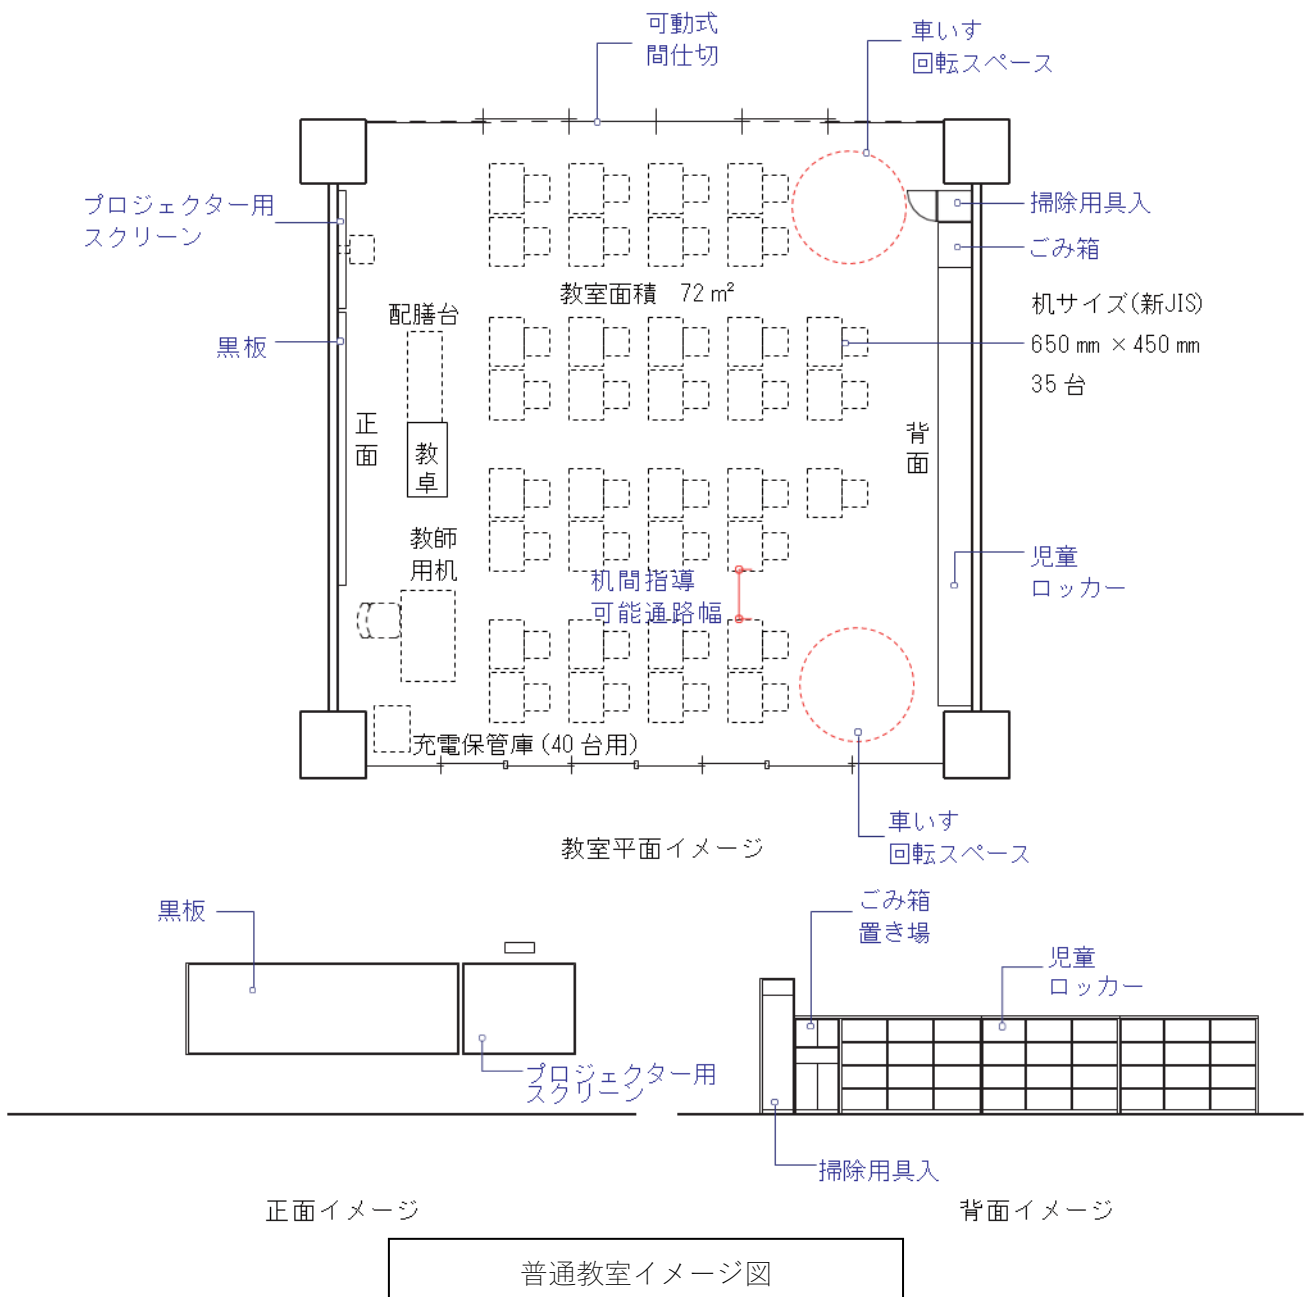 可動式
間仕切
車いす
回転スペース
プロジェクター用
スクリーン
掃除用具入
ごみ箱
教室面積 72㎡
配膳台
机サイズ(新JIS)
650㎜×450㎜
35台
黒板
正面
教卓
背面
教師
用机
机間指導
可能通路幅
児童
ロッカー
充電保管庫(40台用)
車いす
回転スペース
教室平面イメージ
黒板
ごみ箱
置き場
児童
ロッカー
プロジェクター用
スクリーン
掃除用具入
正面イメージ
背面イメージ
普通教室イメージ図